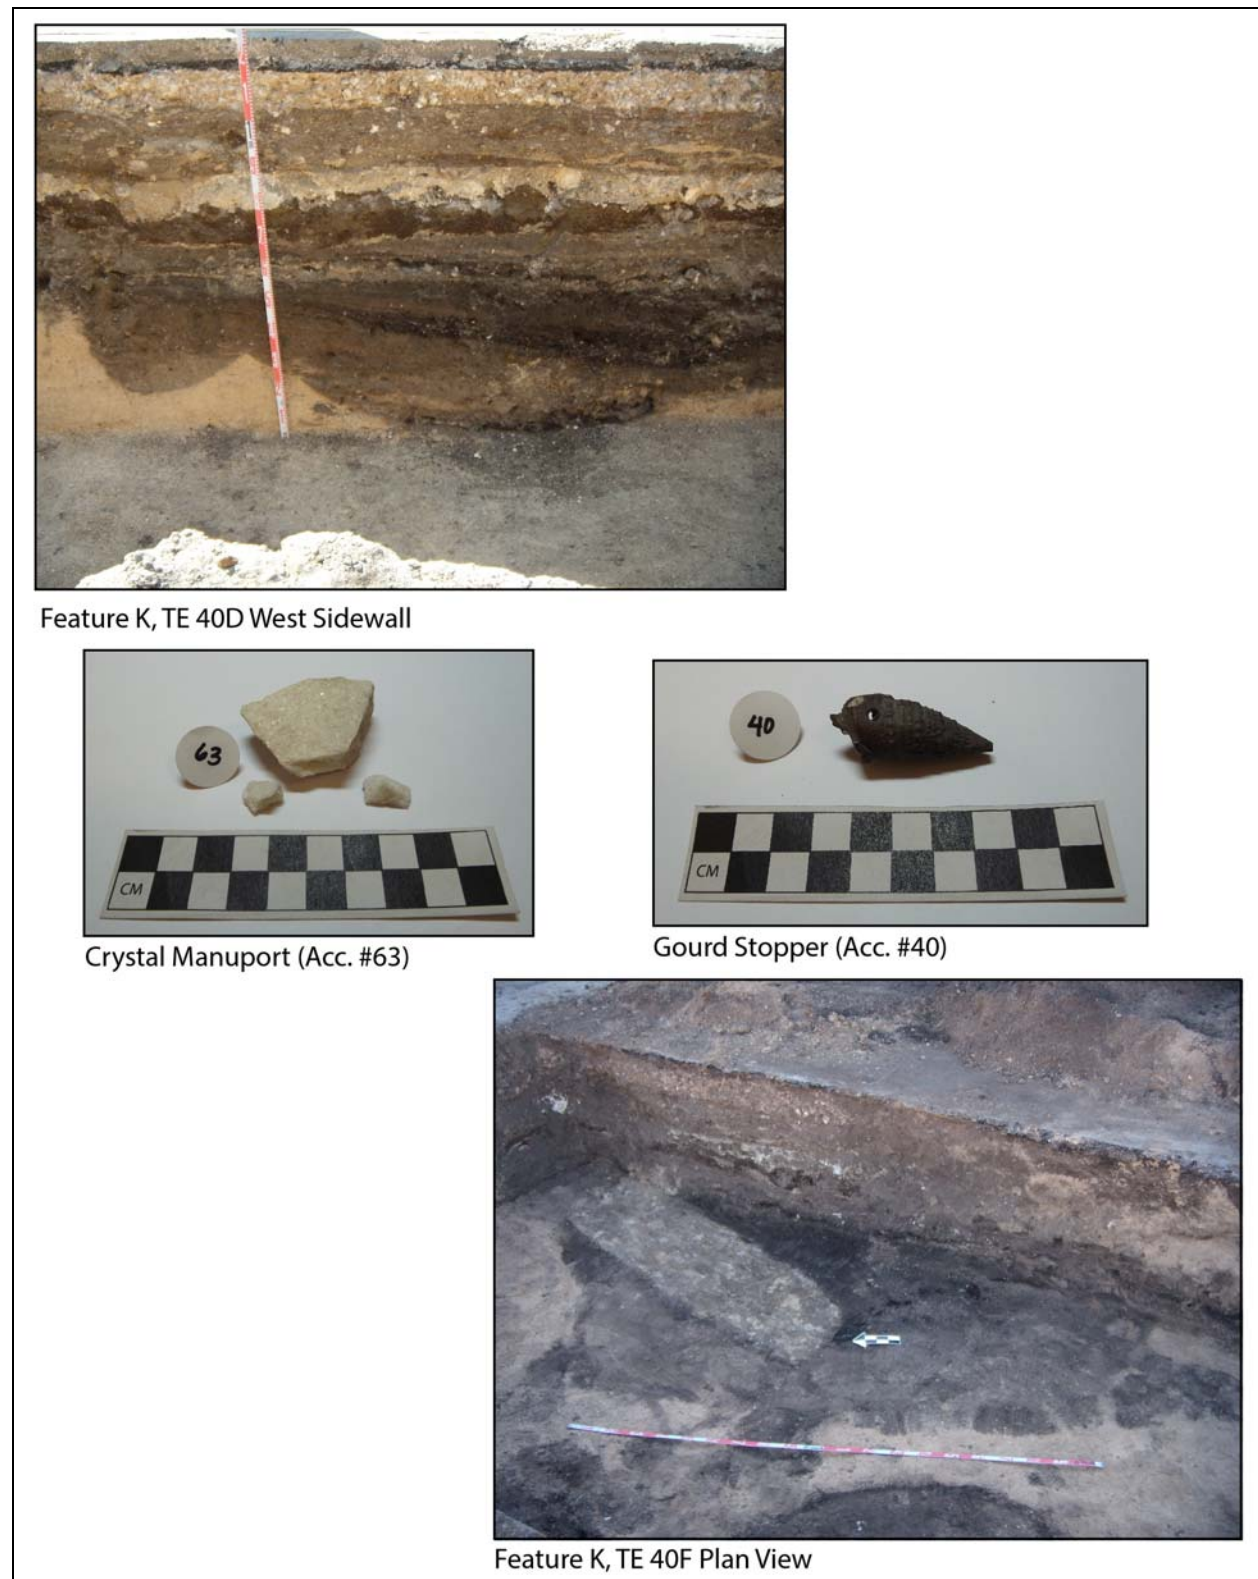 Feature K, TE 40D West Sidewall
63
CM
Crystal Manuport (Acc. #63)
40
CM
Gourd Stopper (Acc. #40)
Feature K, TE 40F Plan View